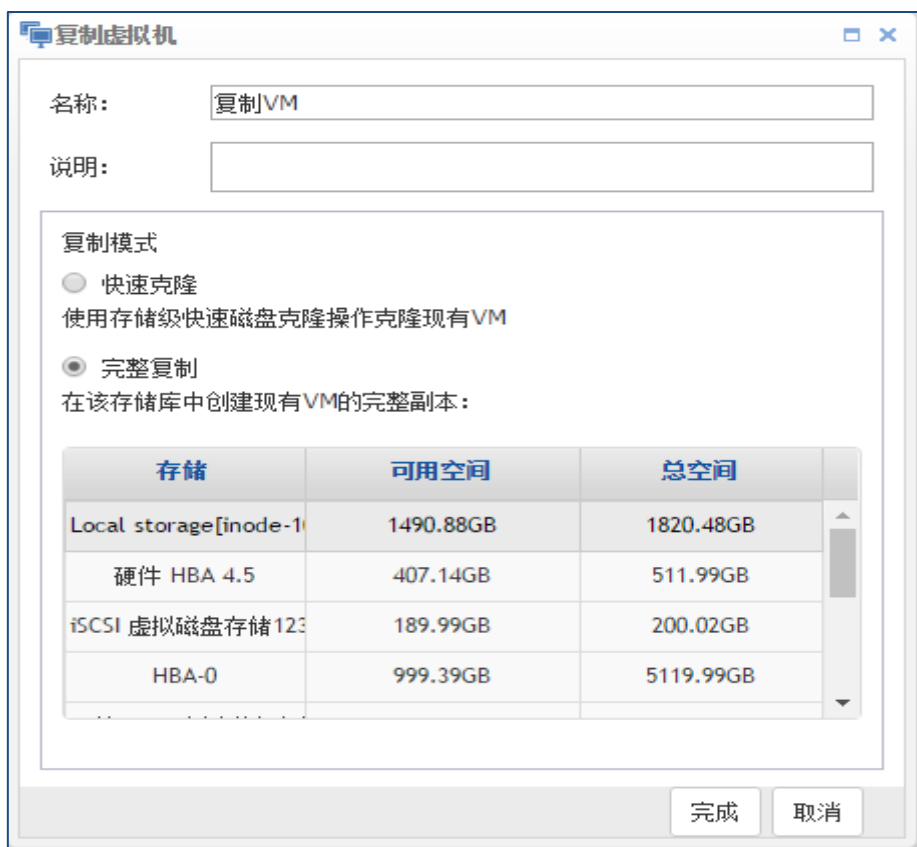 复制虚拟机
名称： 复制VM
说明：
复制模式
快速克隆
使用存储级快速磁盘克隆操作克隆现有VM
完整复制
在该存储库中创建现有VM的完整副本：
存储 可用空间 总空间
Local storage[inode-1 1490.88GB 1820.48GB
硬件 HBA 4.5 407.14GB 511.99GB
iSCSI 虚拟磁盘存储123 189.99GB 200.02GB
HBA-0 999.39GB 5119.99GB
完成 取消